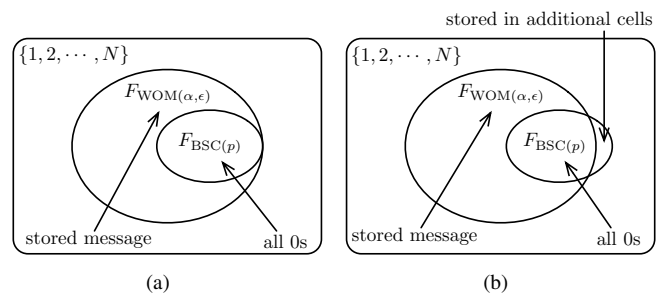 stored in additional cells
{1, 2, ⋯ , N}
{1, 2, ⋯ , N}
F_WOM(α,ϵ)
F_WOM(α,ϵ)
F_BSC(p)
F_BSC(p)
stored message
all 0s
stored message
all 0s
(a)
(b)